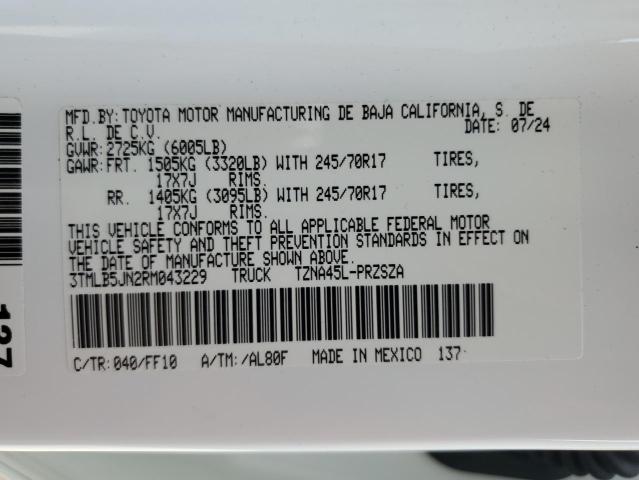 MFD.BY:TOYOTA MOTOR MANUFACTURING DE BAJA CALIFORNIA, S. DE
R.L. DE C.V. DATE: 07/24
GVWR:2725KG (6005LB)
GAWR:FRT. 1505KG (3320LB) WITH 245/70R17 TIRES,
17X7J RIMS.
RR. 1405KG (3095LB) WITH 245/70R17 TIRES,
17X7J RIMS.
THIS VEHICLE CONFORMS TO ALL APPLICABLE FEDERAL MOTOR
VEHICLE SAFETY AND THEFT PREVENTION STANDARDS IN EFFECT ON
THE DATE OF MANUFACTURE SHOWN ABOVE.
3TMLB5JN2RM043229 TRUCK TZNA45L-PRZSZA
C/TR:040/FF10 A/TM:/AL80F MADE IN MEXICO 137
127